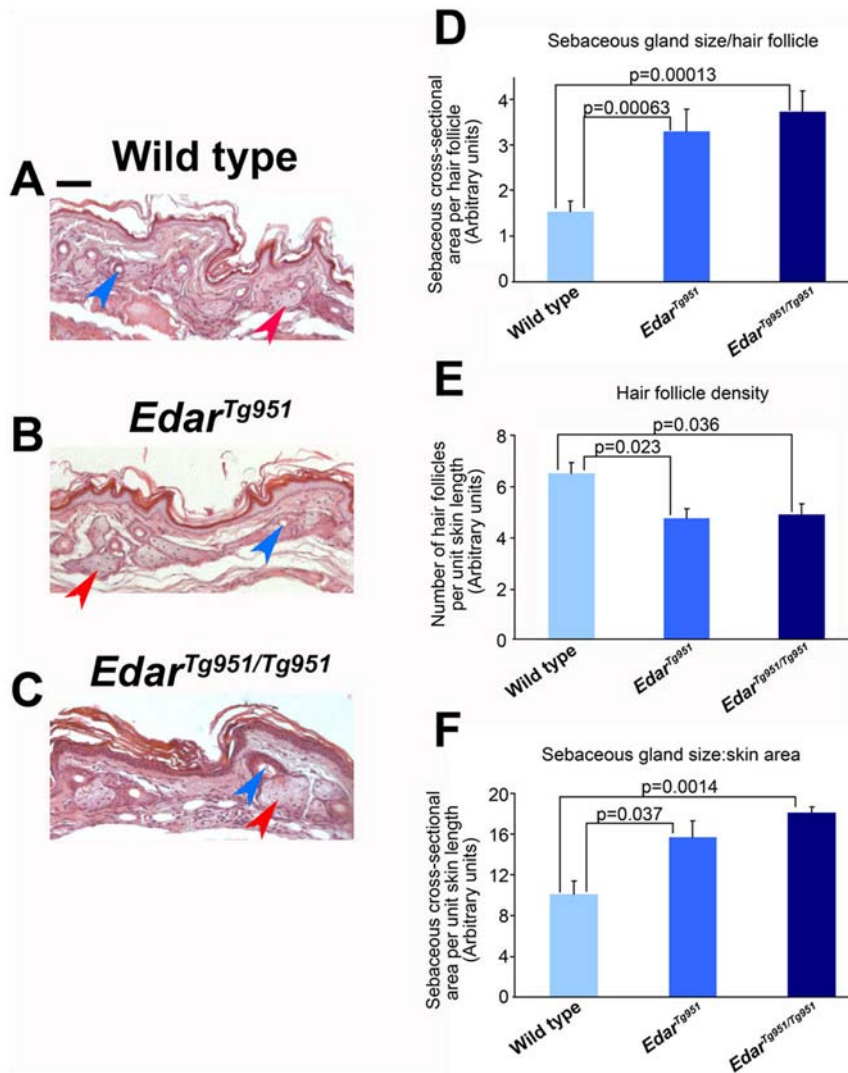 A
Wild type
B
Edar^Tg951
C
Edar^Tg951/Tg951
D
Sebaceous gland size/hair follicle
Sebaceous cross-sectional
area per hair follicle
(Arbitrary units)
4
3
2
1
0
p=0.00013
p=0.00063
Wild type
Edar^Tg951
Edar^Tg951/Tg951
E
Hair follicle density
Number of hair follicles
per unit skin length
(Arbitrary units)
8
6
4
2
0
p=0.036
p=0.023
Wild type
Edar^Tg951
Edar^Tg951/Tg951
F
Sebaceous gland size:skin area
Sebaceous cross-sectional
area per unit skin length
(Arbitrary units)
20
16
12
8
4
0
p=0.0014
p=0.037
Wild type
Edar^Tg951
Edar^Tg951/Tg951